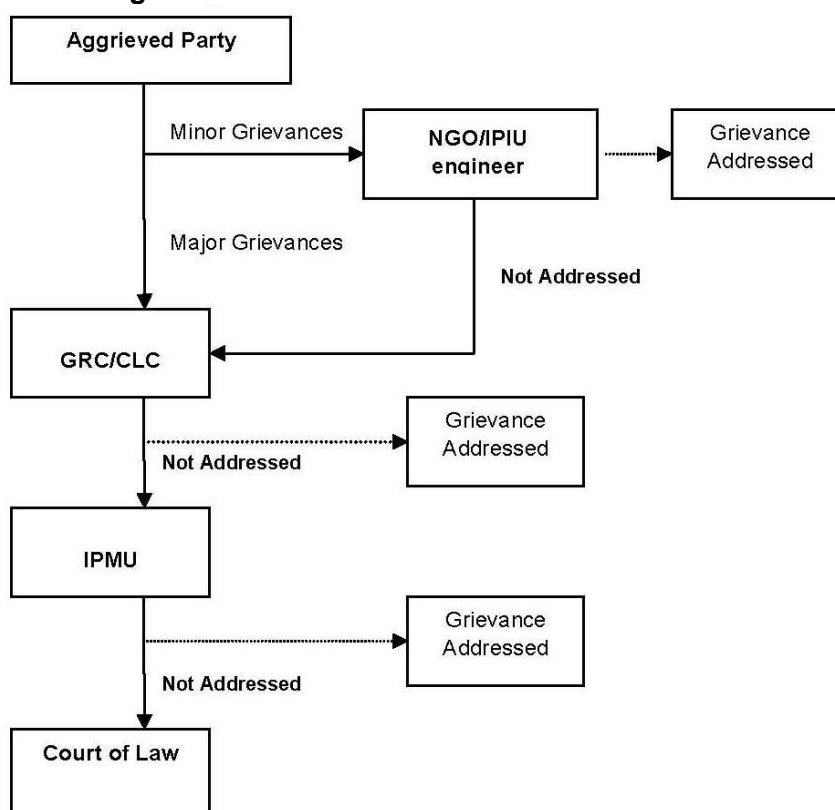 Aggrieved Party
Minor Grievances
NGO/IPIU
engineer
Grievance
Addressed
Major Grievances
Not Addressed
GRC/CLC
Grievance
Addressed
Not Addressed
IPMU
Grievance
Addressed
Not Addressed
Court of Law